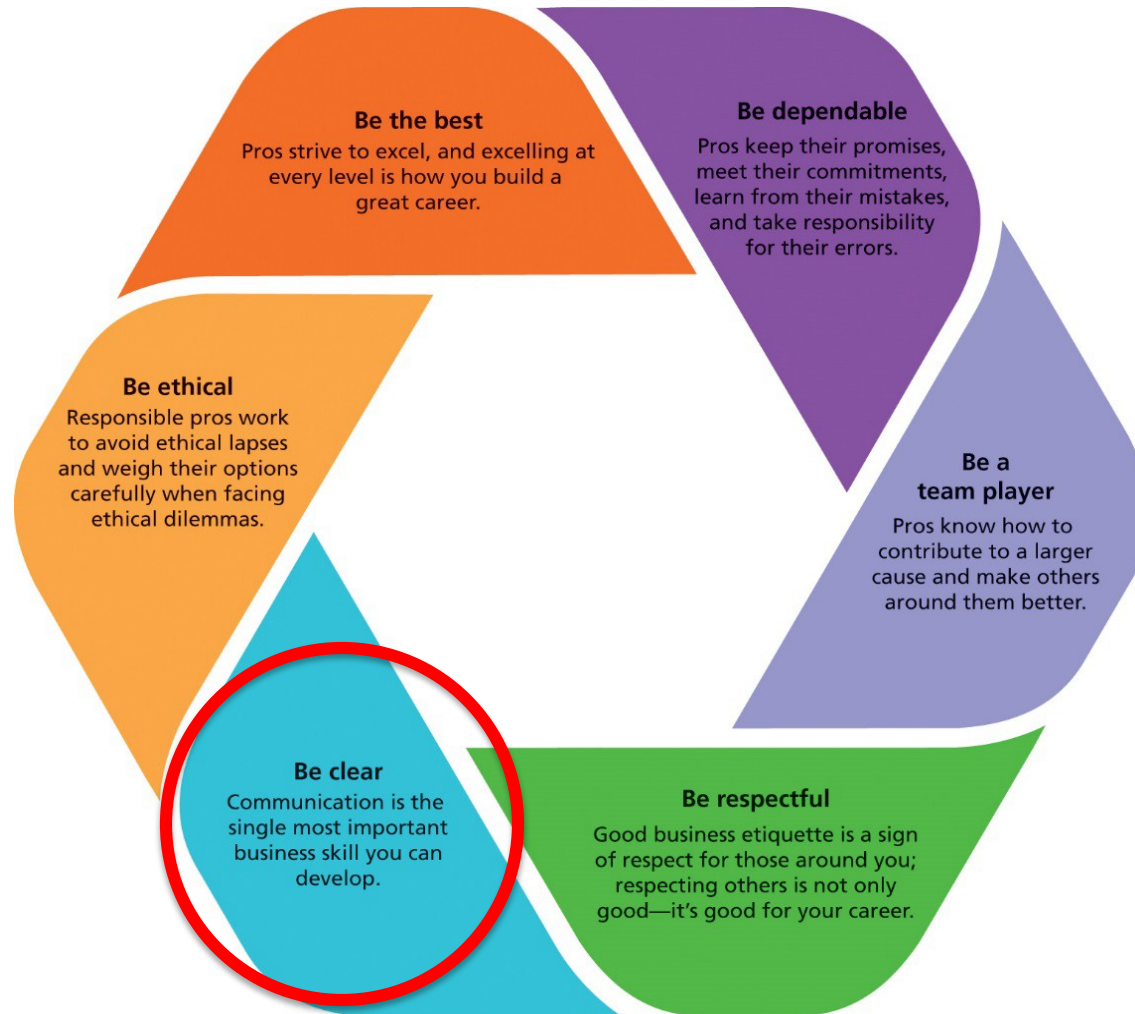 Be the best
Pros strive to excel, and excelling at
every level is how you build a
great career.
Be dependable
Pros keep their promises,
meet their commitments,
learn from their mistakes,
and take responsibility
for their errors.
Be a
team player
Pros know how to
contribute to a larger
cause and make others
around them better.
Be respectful
Good business etiquette is a sign
of respect for those around you;
respecting others is not only
good—it's good for your career.
Be clear
Communication is the
single most important
business skill you can
develop.
Be ethical
Responsible pros work
to avoid ethical lapses
and weigh their options
carefully when facing
ethical dilemmas.